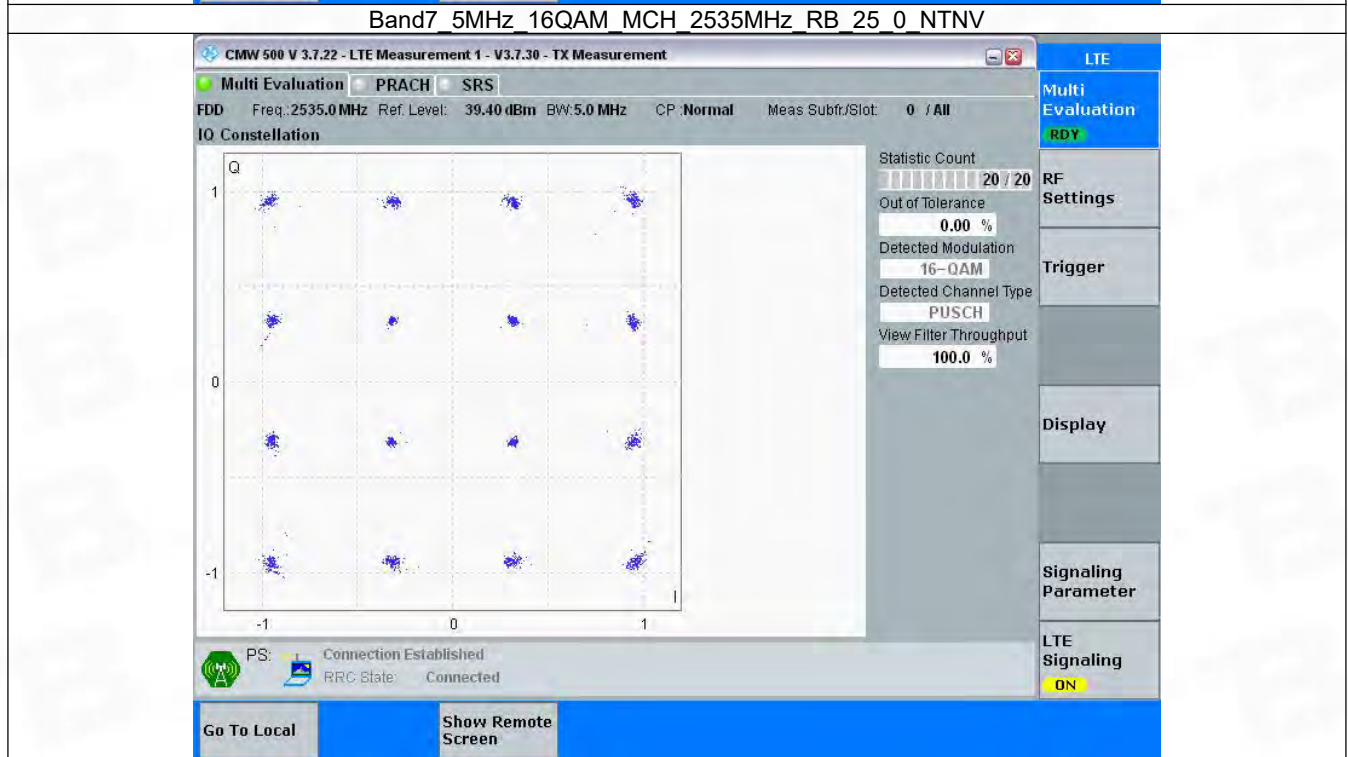 Band7_5MHz_16QAM_MCH_2535MHz_RB_25_0_NTNV
CMW 500 V 3.7.22 - LTE Measurement 1 - V3.7.30 - TX Measurement
LTE
Multi Evaluation PRACH SRS
Multi
Evaluation
RDY
FDD Freq.:2535.0 MHz Ref. Level: 39.40 dBm BW:5.0 MHz CP :Normal Meas Subfr./Slot: 0 / All
IQ Constellation
Q
1
0
-1
-1 0 1
I
Statistic Count
20 / 20
Out of Tolerance
0.00 %
Detected Modulation
16-QAM
Detected Channel Type
PUSCH
View Filter Throughput
100.0 %
RF
Settings
Trigger
Display
Signaling
Parameter
LTE
Signaling
ON
PS: Connection Established
RRC State: Connected
Go To Local
Show Remote
Screen